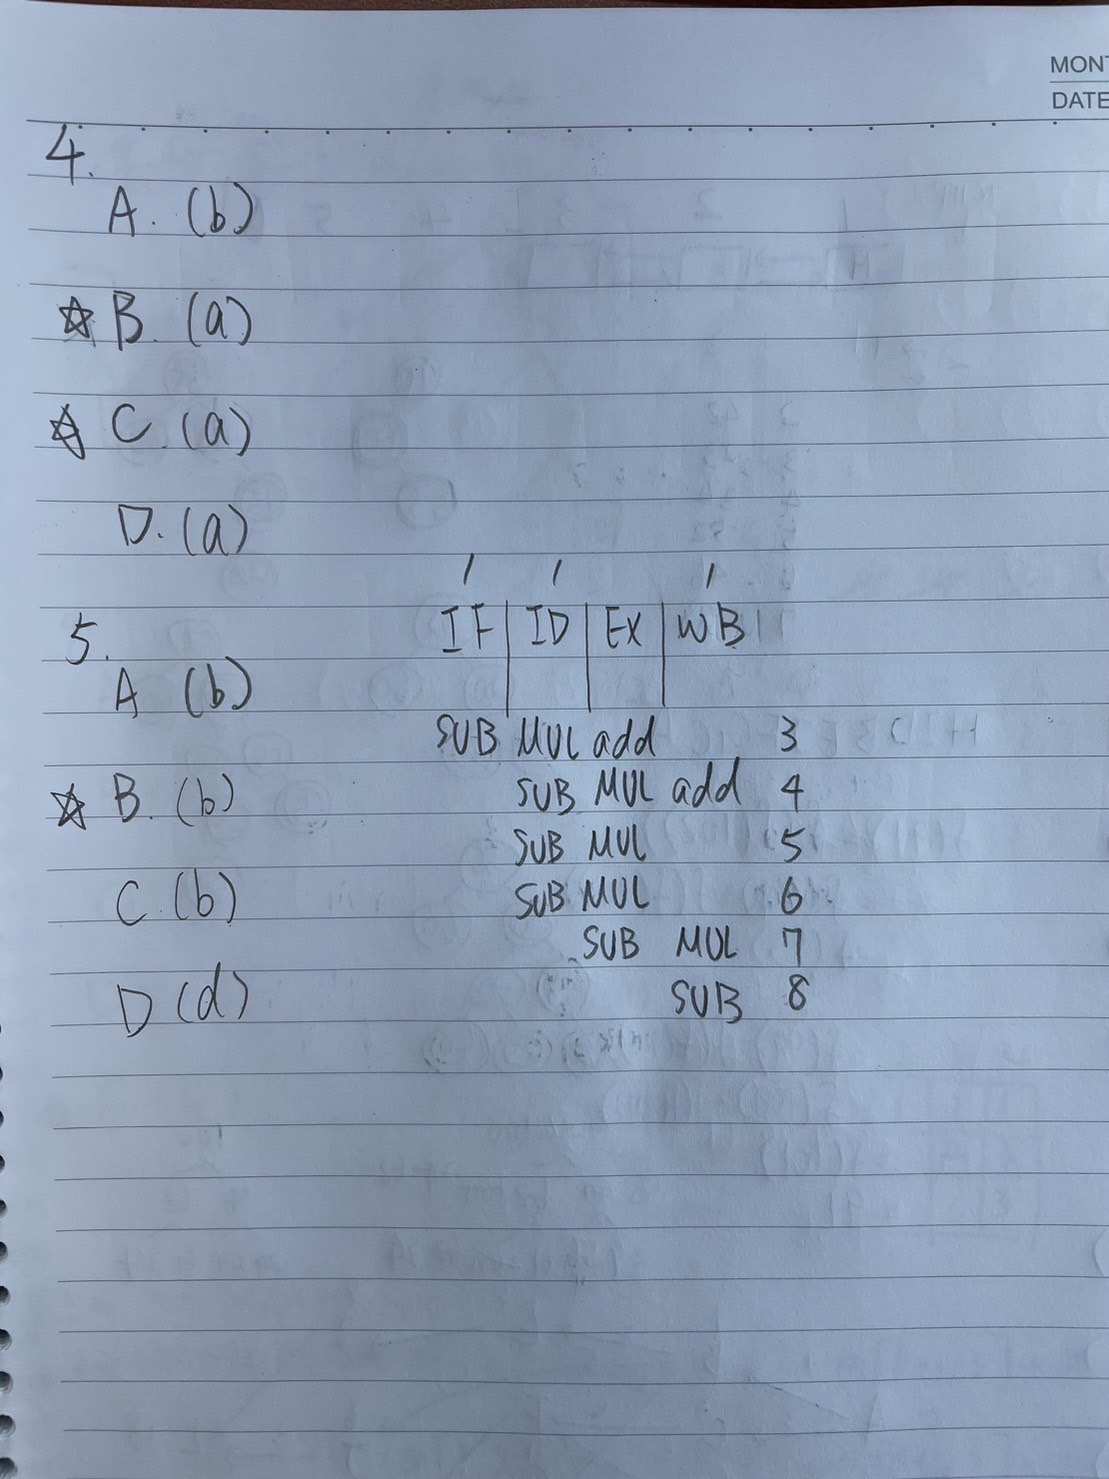 MONT
DATE
4.
A. (b)
☆ B. (a)
☆ C. (a)
D. (a)
/ / /
5. IF | ID | EX | WB
A (b)
SUB MUL add 3
☆ B. (b) SUB MUL add 4
SUB MUL 5
C. (b) SUB MUL 6
SUB MUL 7
D (d) SUB 8